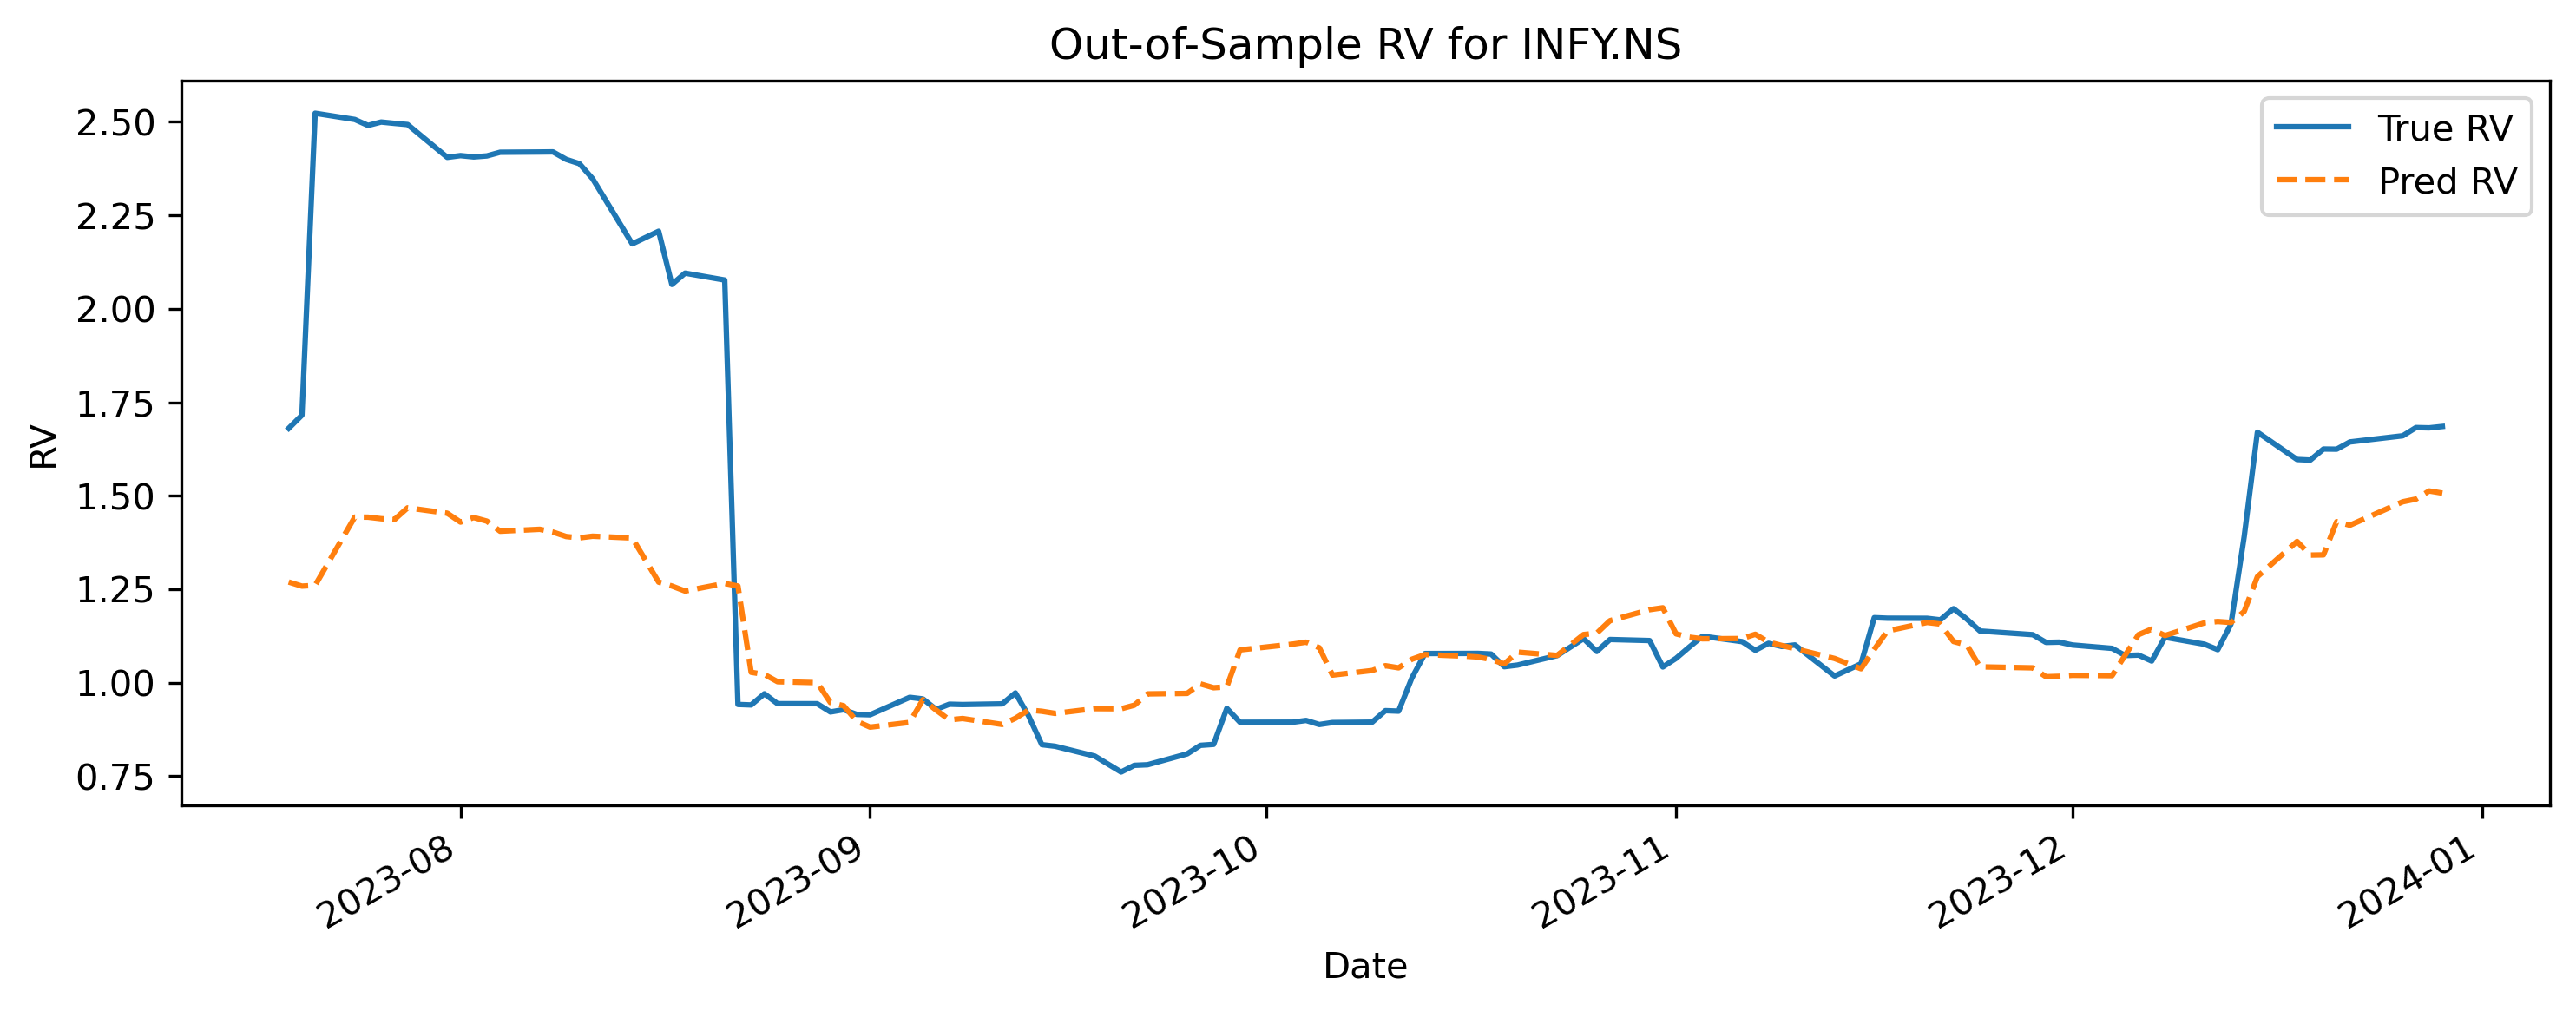 Out-of-Sample RV for INFY.NS
True RV
Pred RV
RV
2.50
2.25
2.00
1.75
1.50
1.25
1.00
0.75
2023-08
2023-09
2023-10
2023-11
2023-12
2024-01
Date